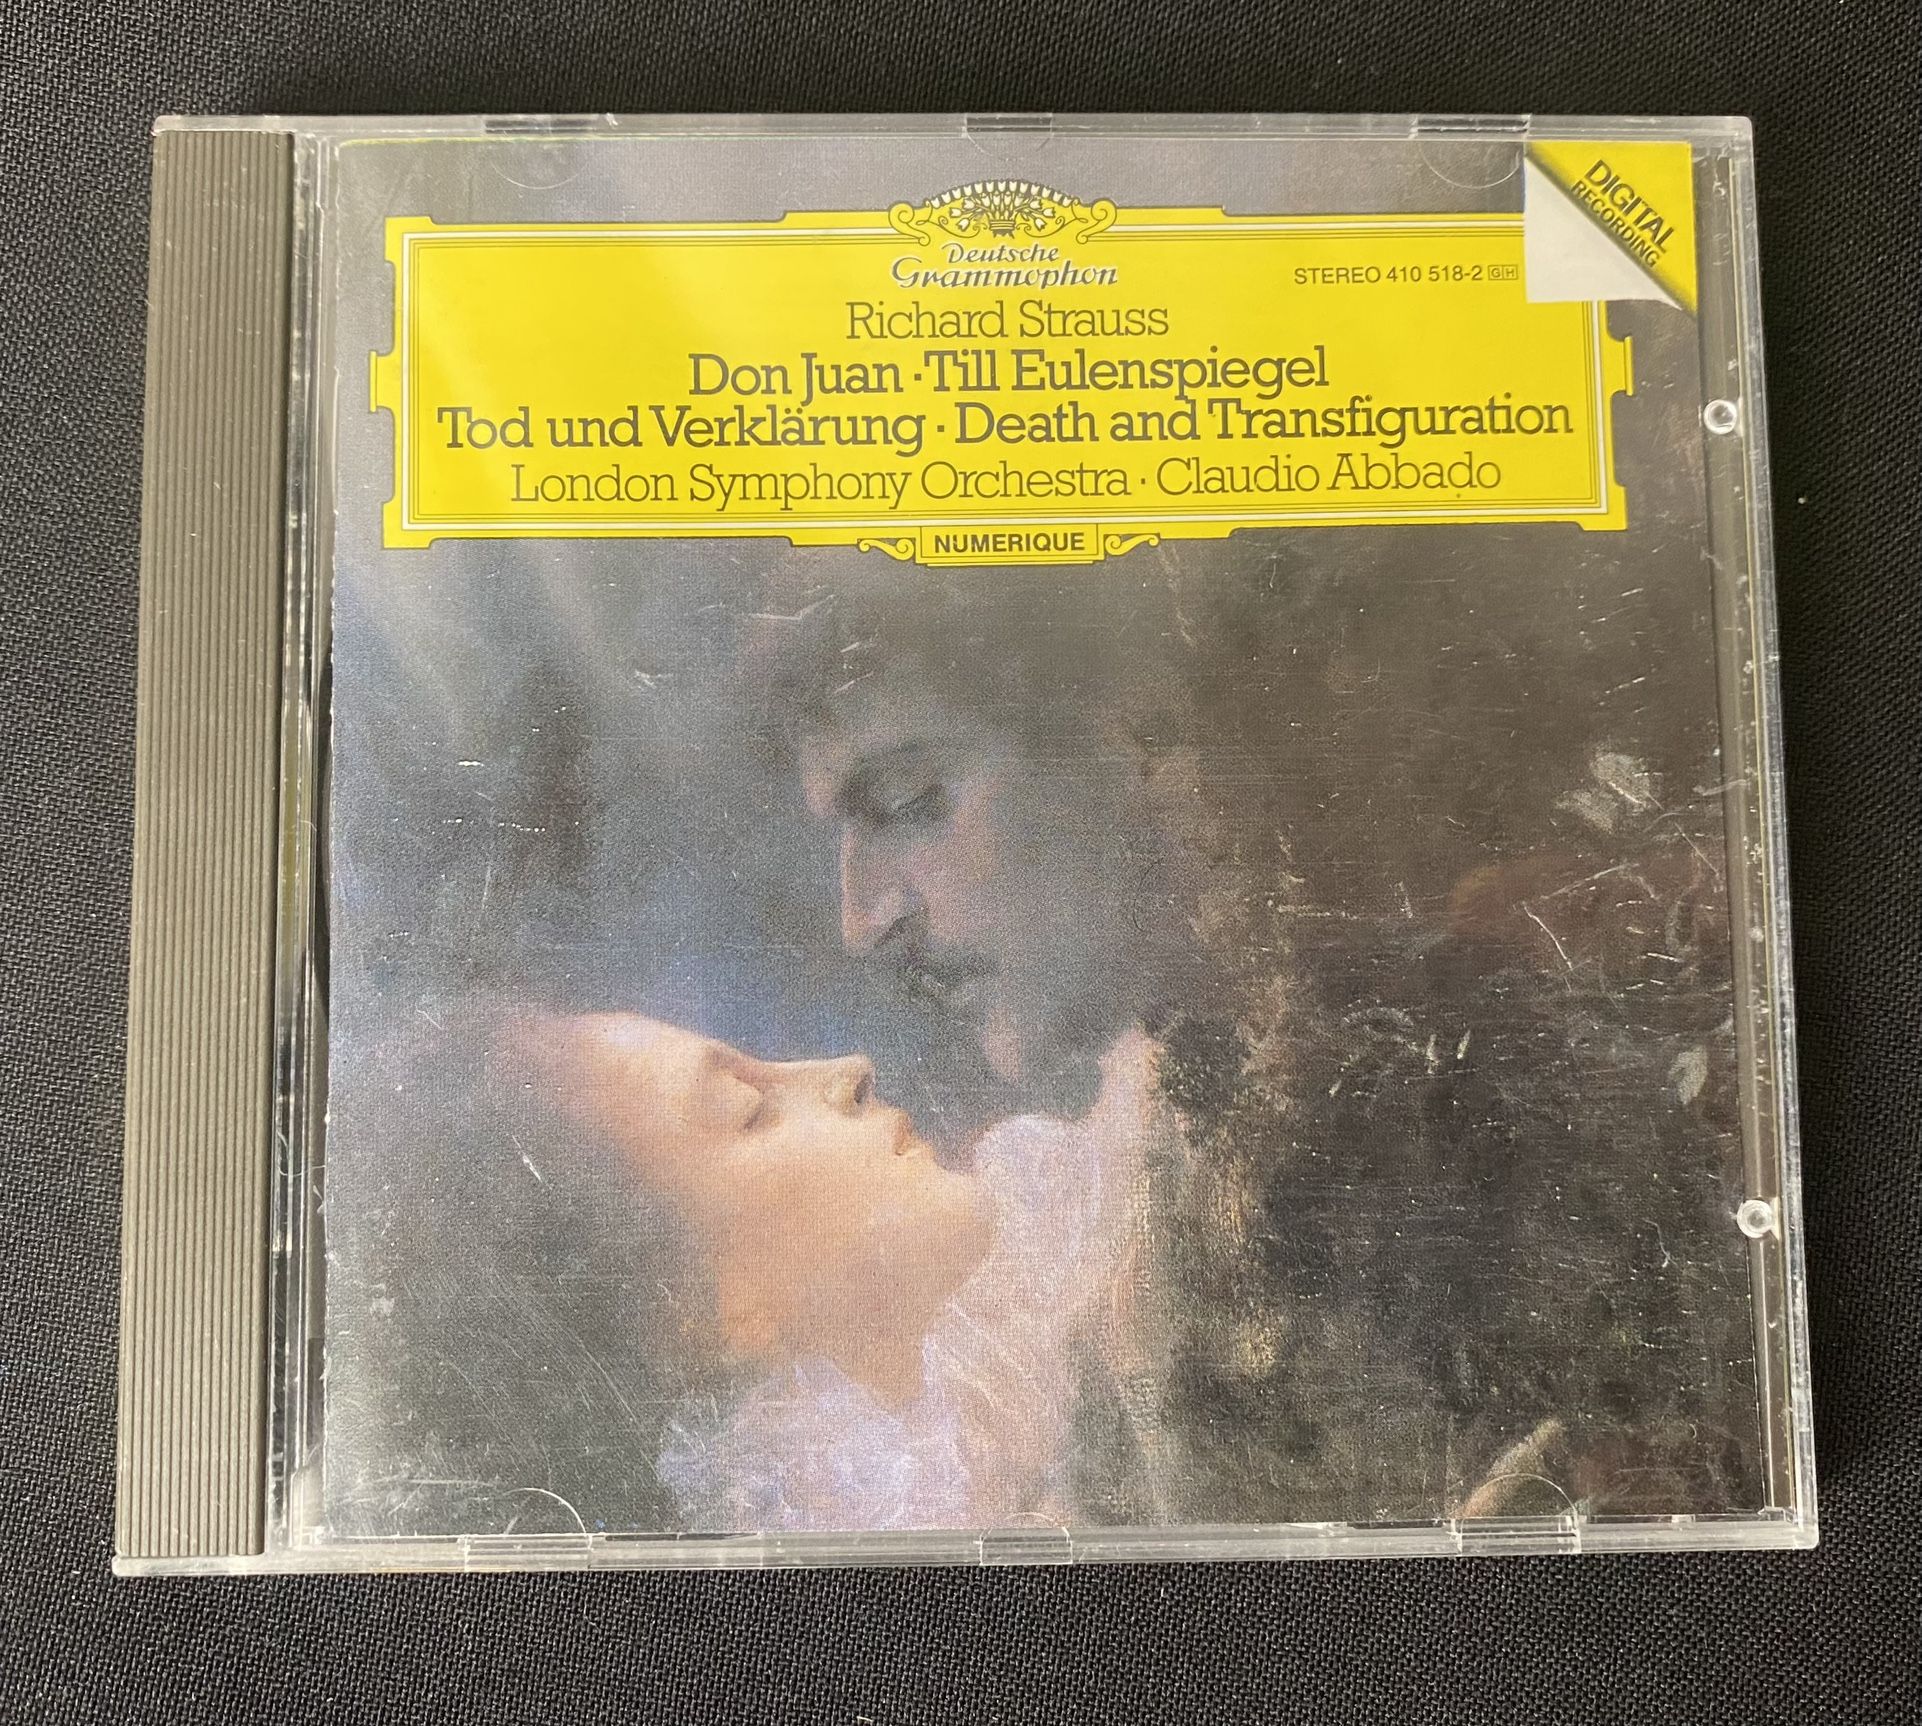 DIGITAL
RECORDING
Deutsche
Grammophon
STEREO 410 518-2 GH
Richard Strauss
Don Juan · Till Eulenspiegel
Tod und Verklärung · Death and Transfiguration
London Symphony Orchestra · Claudio Abbado
NUMERIQUE